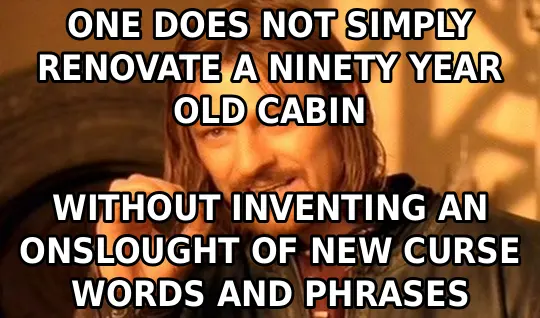 ONE DOES NOT SIMPLY
RENOVATE A NINETY YEAR
OLD CABIN
WITHOUT INVENTING AN
ONSLOUGHT OF NEW CURSE
WORDS AND PHRASES